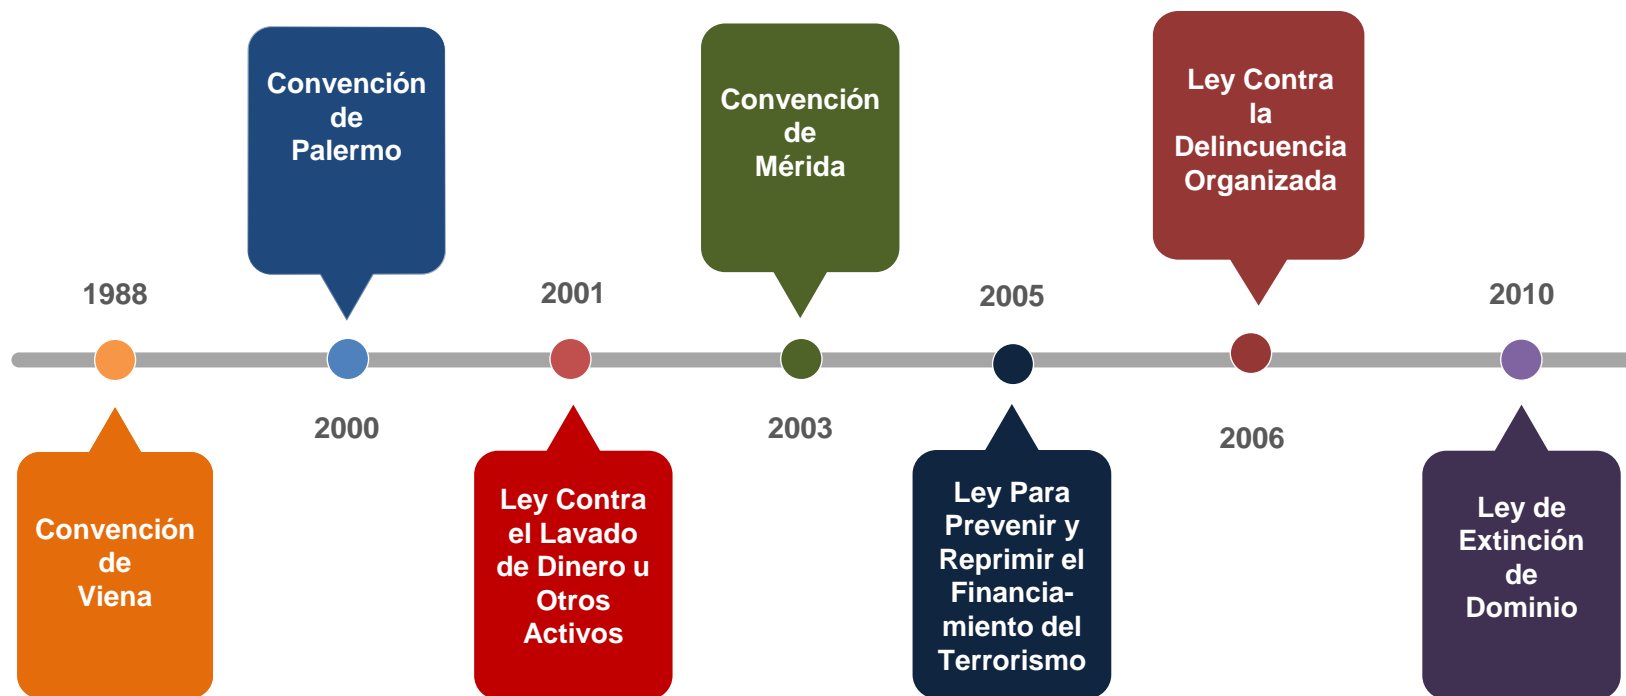 1988
Convención
de
Viena
Convención
de
Palermo
2000
2001
Ley Contra
el Lavado
de Dinero u
Otros
Activos
Convención
de
Mérida
2003
2005
Ley Para
Prevenir y
Reprimir el
Financia-
miento del
Terrorismo
Ley Contra
la
Delincuencia
Organizada
2006
2010
Ley de
Extinción
de
Dominio